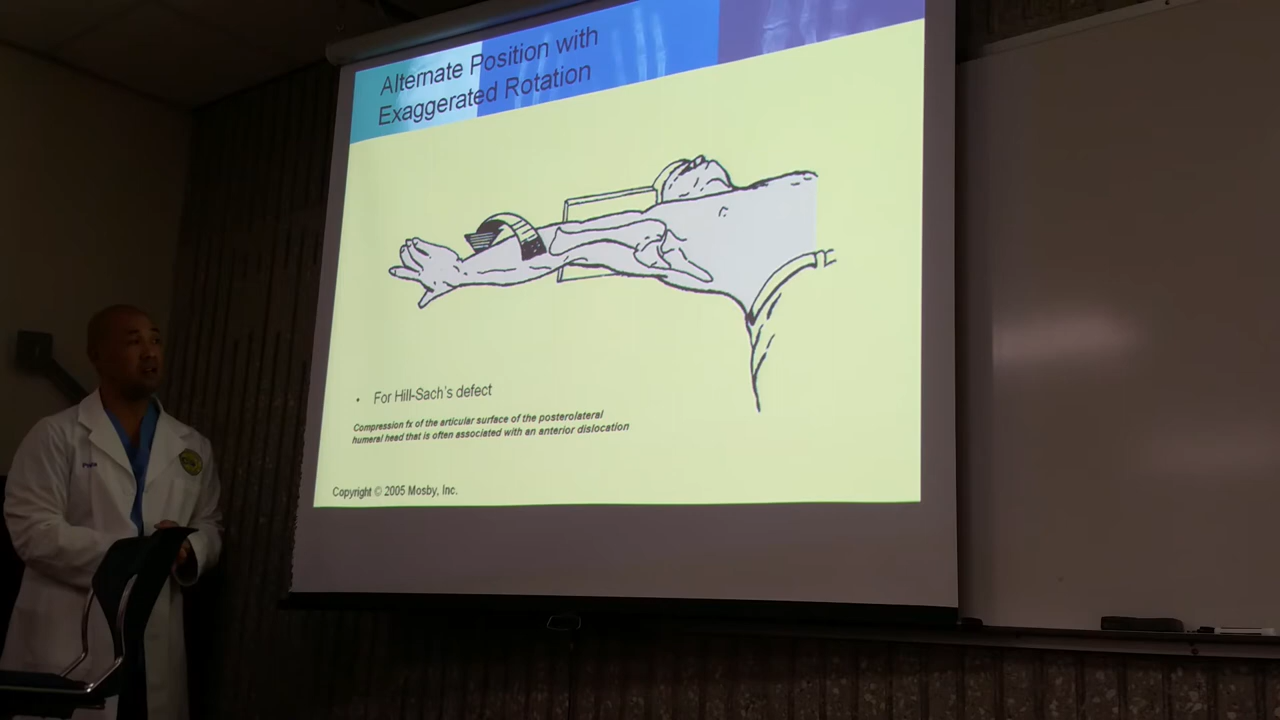 Alternate Position with
Exaggerated Rotation
• For Hill-Sach's defect
Compression fx of the articular surface of the posterolateral
humeral head that is often associated with an anterior dislocation
Copyright © 2005 Mosby, Inc.